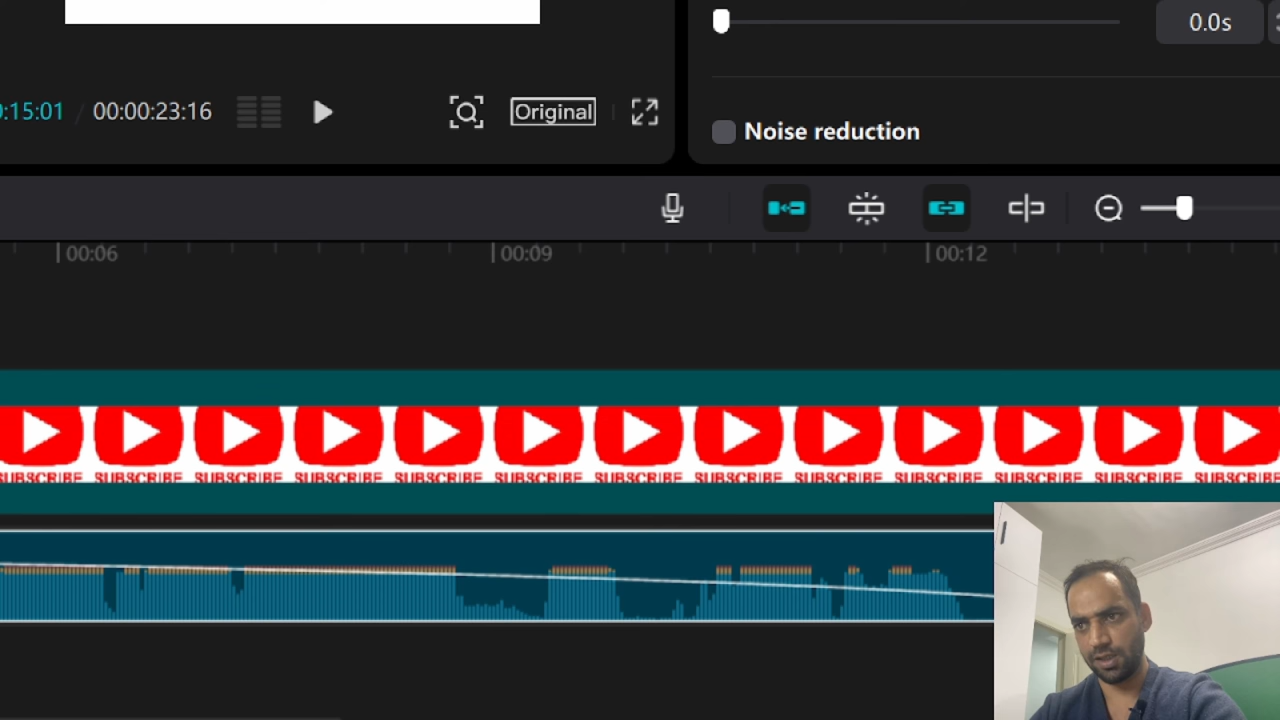 0.0s
:15:01 / 00:00:23:16
Original
Noise reduction
00:06
00:09
00:12
SUBSCRIBE SUBSCRIBE SUBSCRIBE SUBSCRIBE SUBSCRIBE SUBSCRIBE SUBSCRIBE SUBSCRIBE SUBSCRIBE SUBSCRIBE SUBSCRIBE SUBSCRIBE SUBSCRIBE